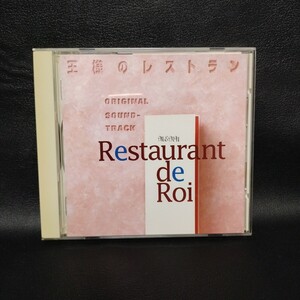 王様のレストラン
ORIGINAL
SOUND-
TRACK
Restaurant
de
Roi